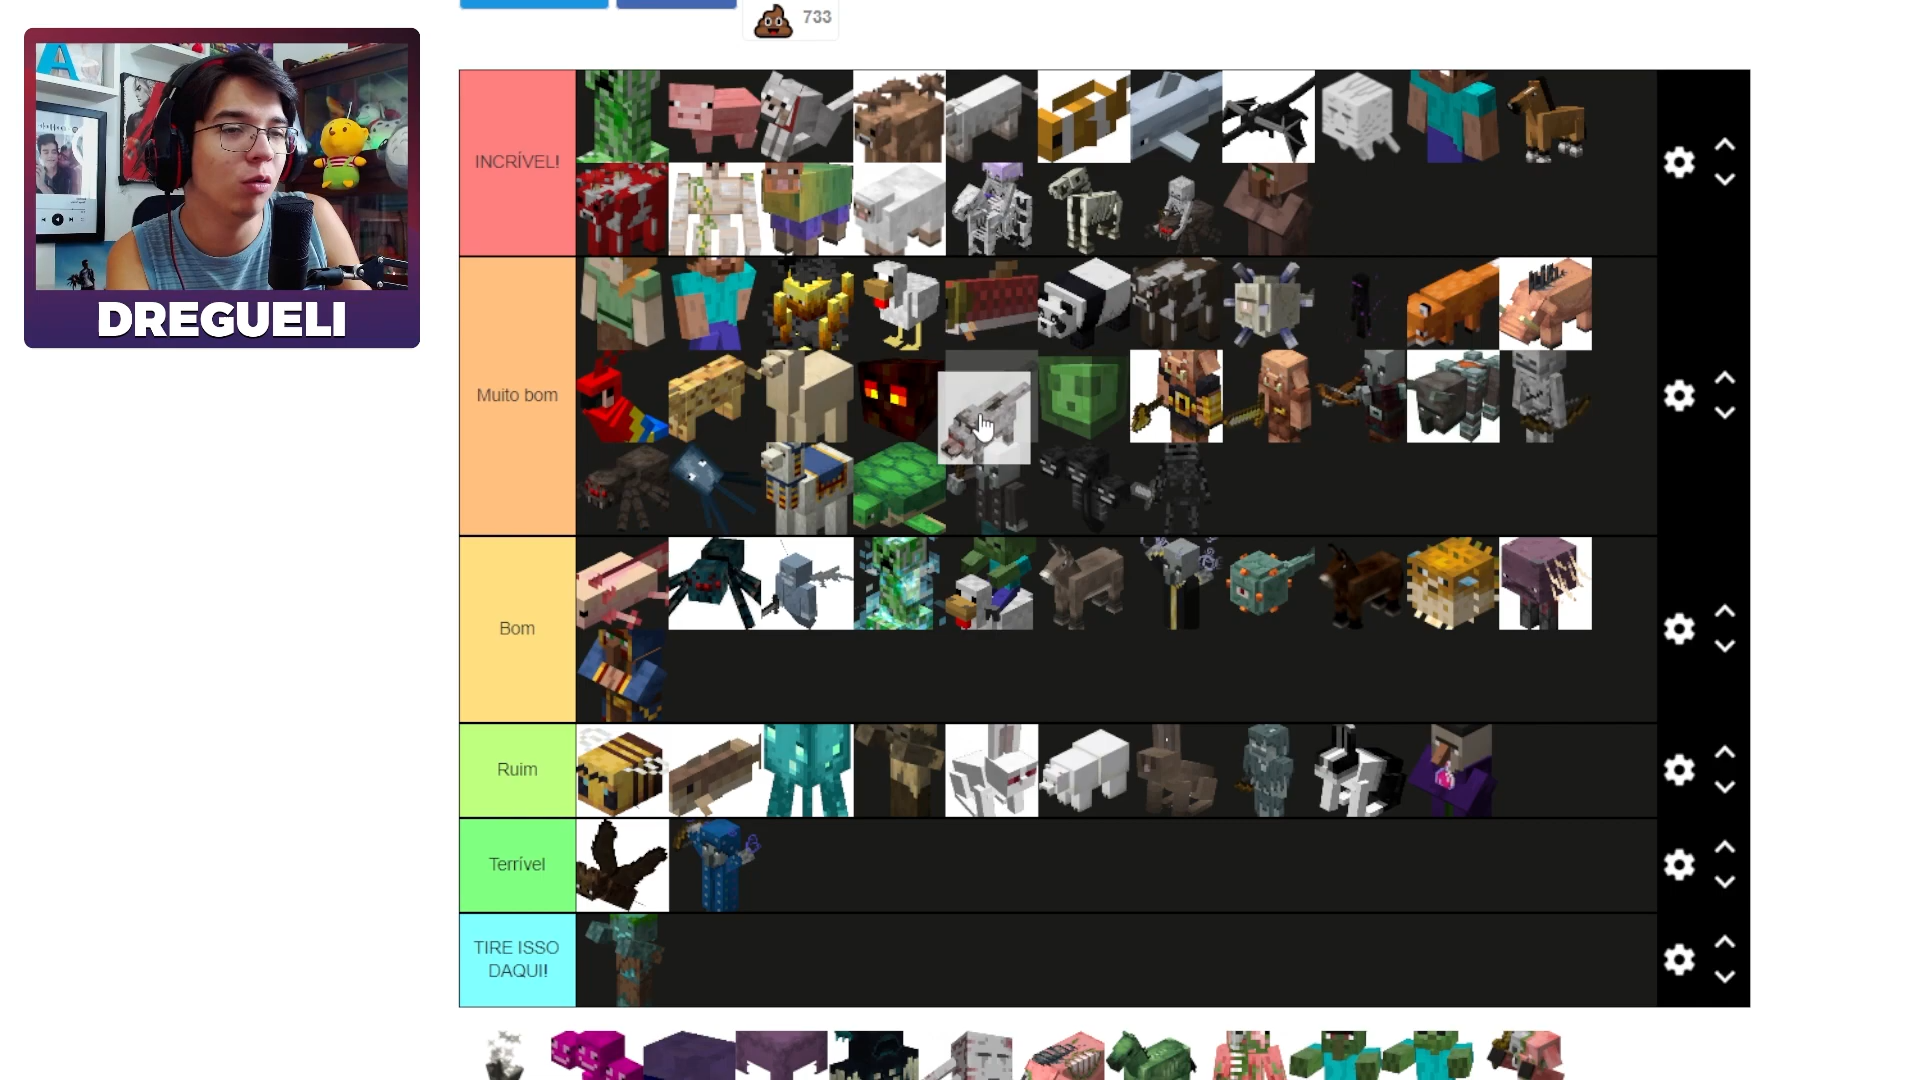 733
A
DREGUELI
INCRÍVEL!
Muito bom
Bom
Ruim
Terrível
TIRE ISSO
DAQUI!